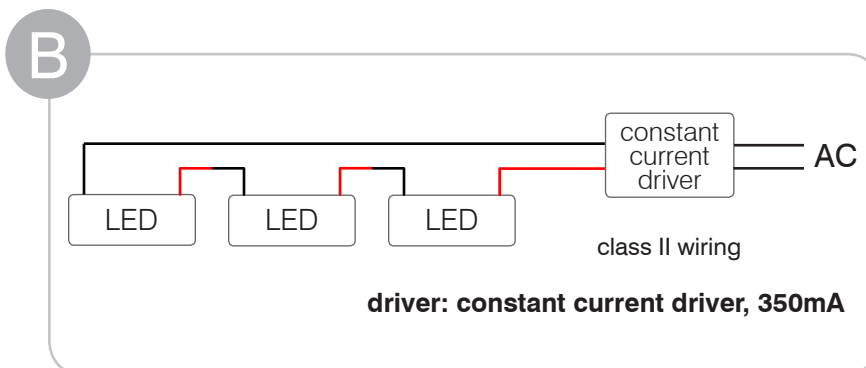 B
constant
current
driver
AC
LED
LED
LED
class II wiring
driver: constant current driver, 350mA